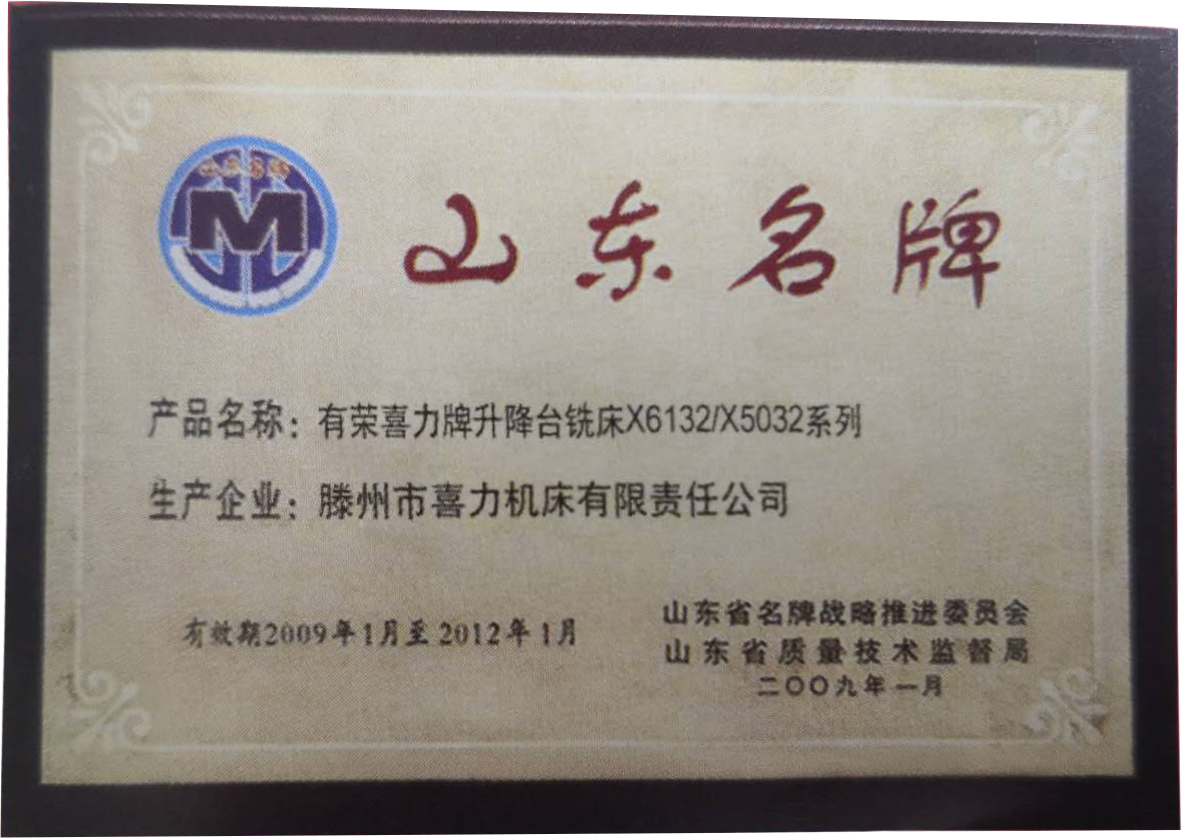 山东名牌
M
山东名牌
产品名称：有荣喜力牌升降台铣床X6132/X5032系列
生产企业：滕州市喜力机床有限责任公司
有效期2009年1月至2012年1月
山东省名牌战略推进委员会
山东省质量技术监督局
二〇〇九年一月